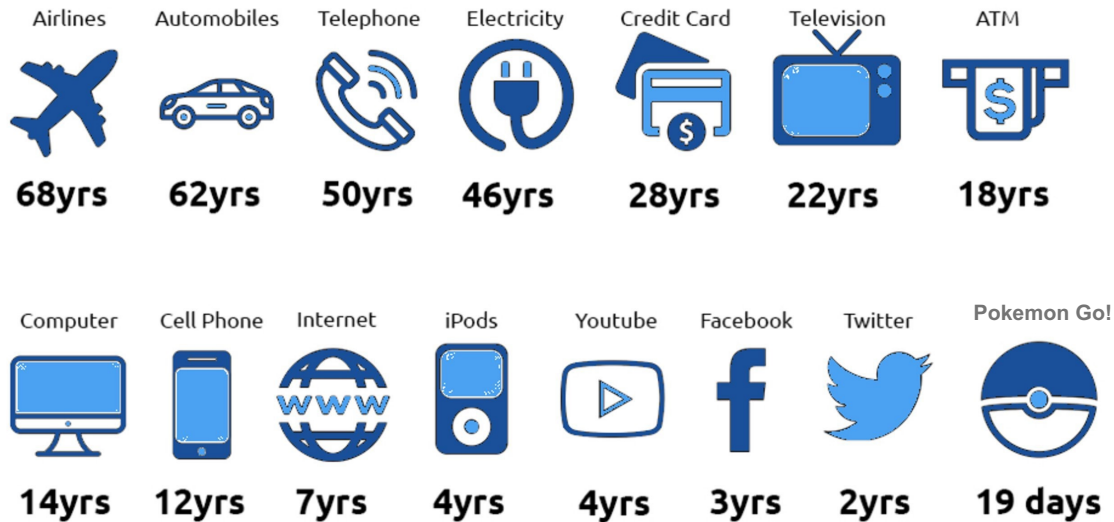 Airlines Automobiles Telephone Electricity Credit Card Television ATM
$ $
68yrs 62yrs 50yrs 46yrs 28yrs 22yrs 18yrs
Computer Cell Phone Internet iPods Youtube Facebook Twitter Pokemon Go!
www f
14yrs 12yrs 7yrs 4yrs 4yrs 3yrs 2yrs 19 days